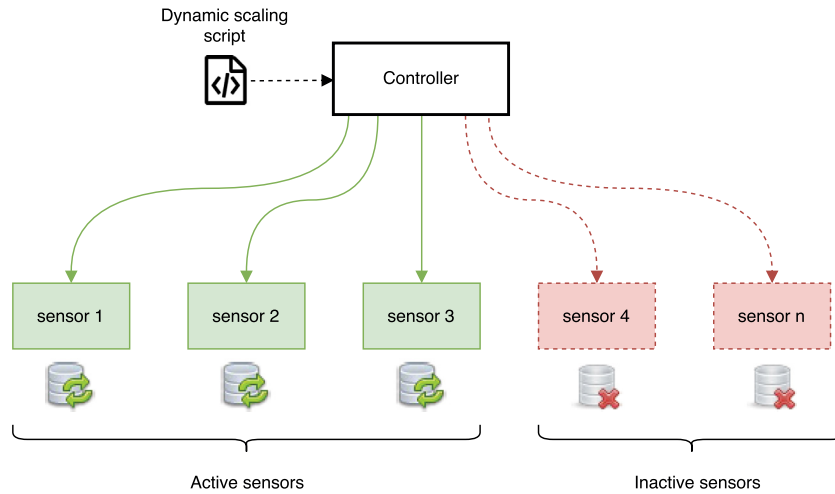 Dynamic scaling
script
</>
Controller
sensor 1
sensor 2
sensor 3
sensor 4
sensor n
Active sensors
Inactive sensors